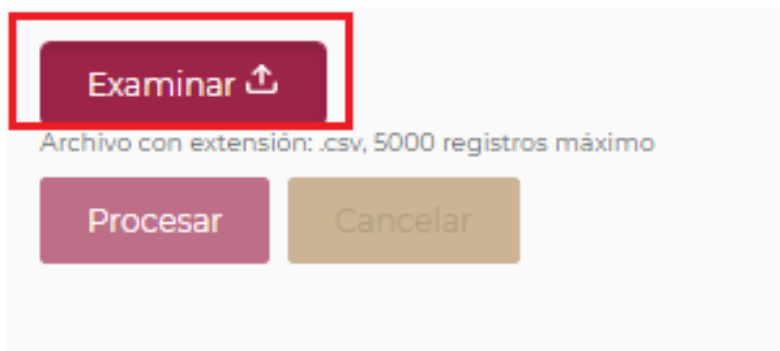 Examinar
Archivo con extensión: .csv, 5000 registros máximo
Procesar Cancelar